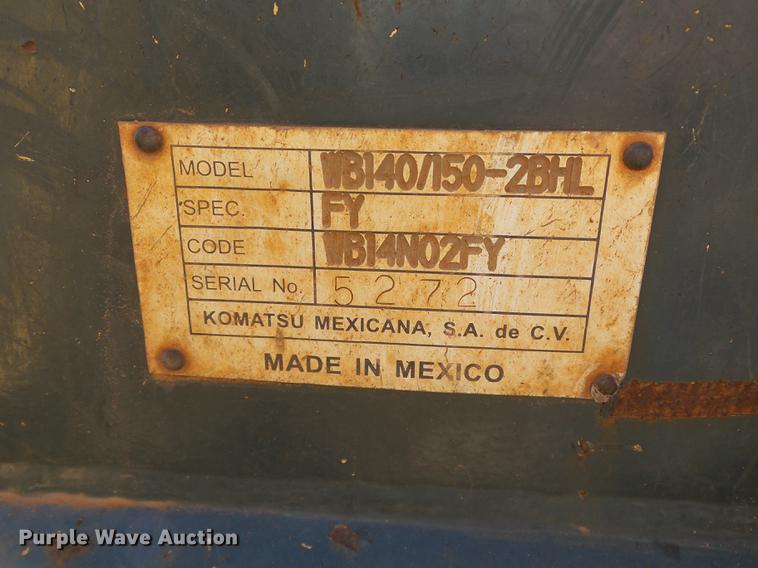 MODEL WB140/150-2BHL
SPEC. FY
CODE WB14N02FY
SERIAL No. 5272
KOMATSU MEXICANA, S.A. de C.V.
MADE IN MEXICO
Purple Wave Auction